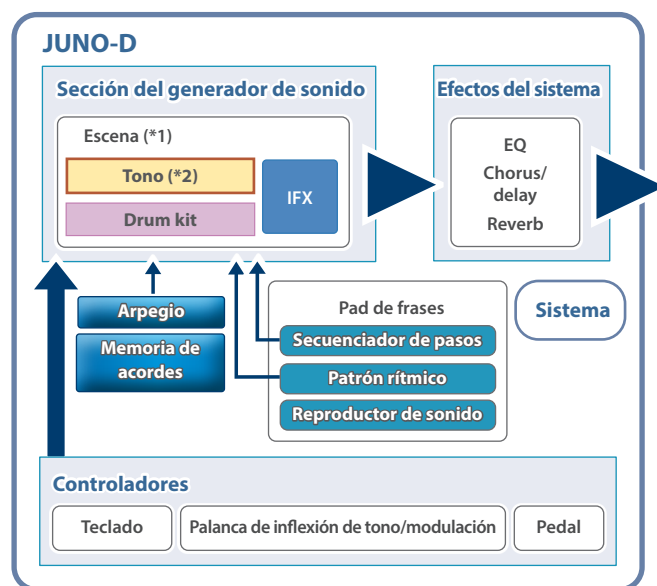 JUNO-D
Sección del generador de sonido
Escena (*1)
Tono (*2)
Drum kit
IFX
Efectos del sistema
EQ
Chorus/
delay
Reverb
Arpegio
Memoria de
acordes
Pad de frases
Secuenciador de pasos
Patrón rítmico
Reproductor de sonido
Sistema
Controladores
Teclado
Palanca de inflexión de tono/modulación
Pedal